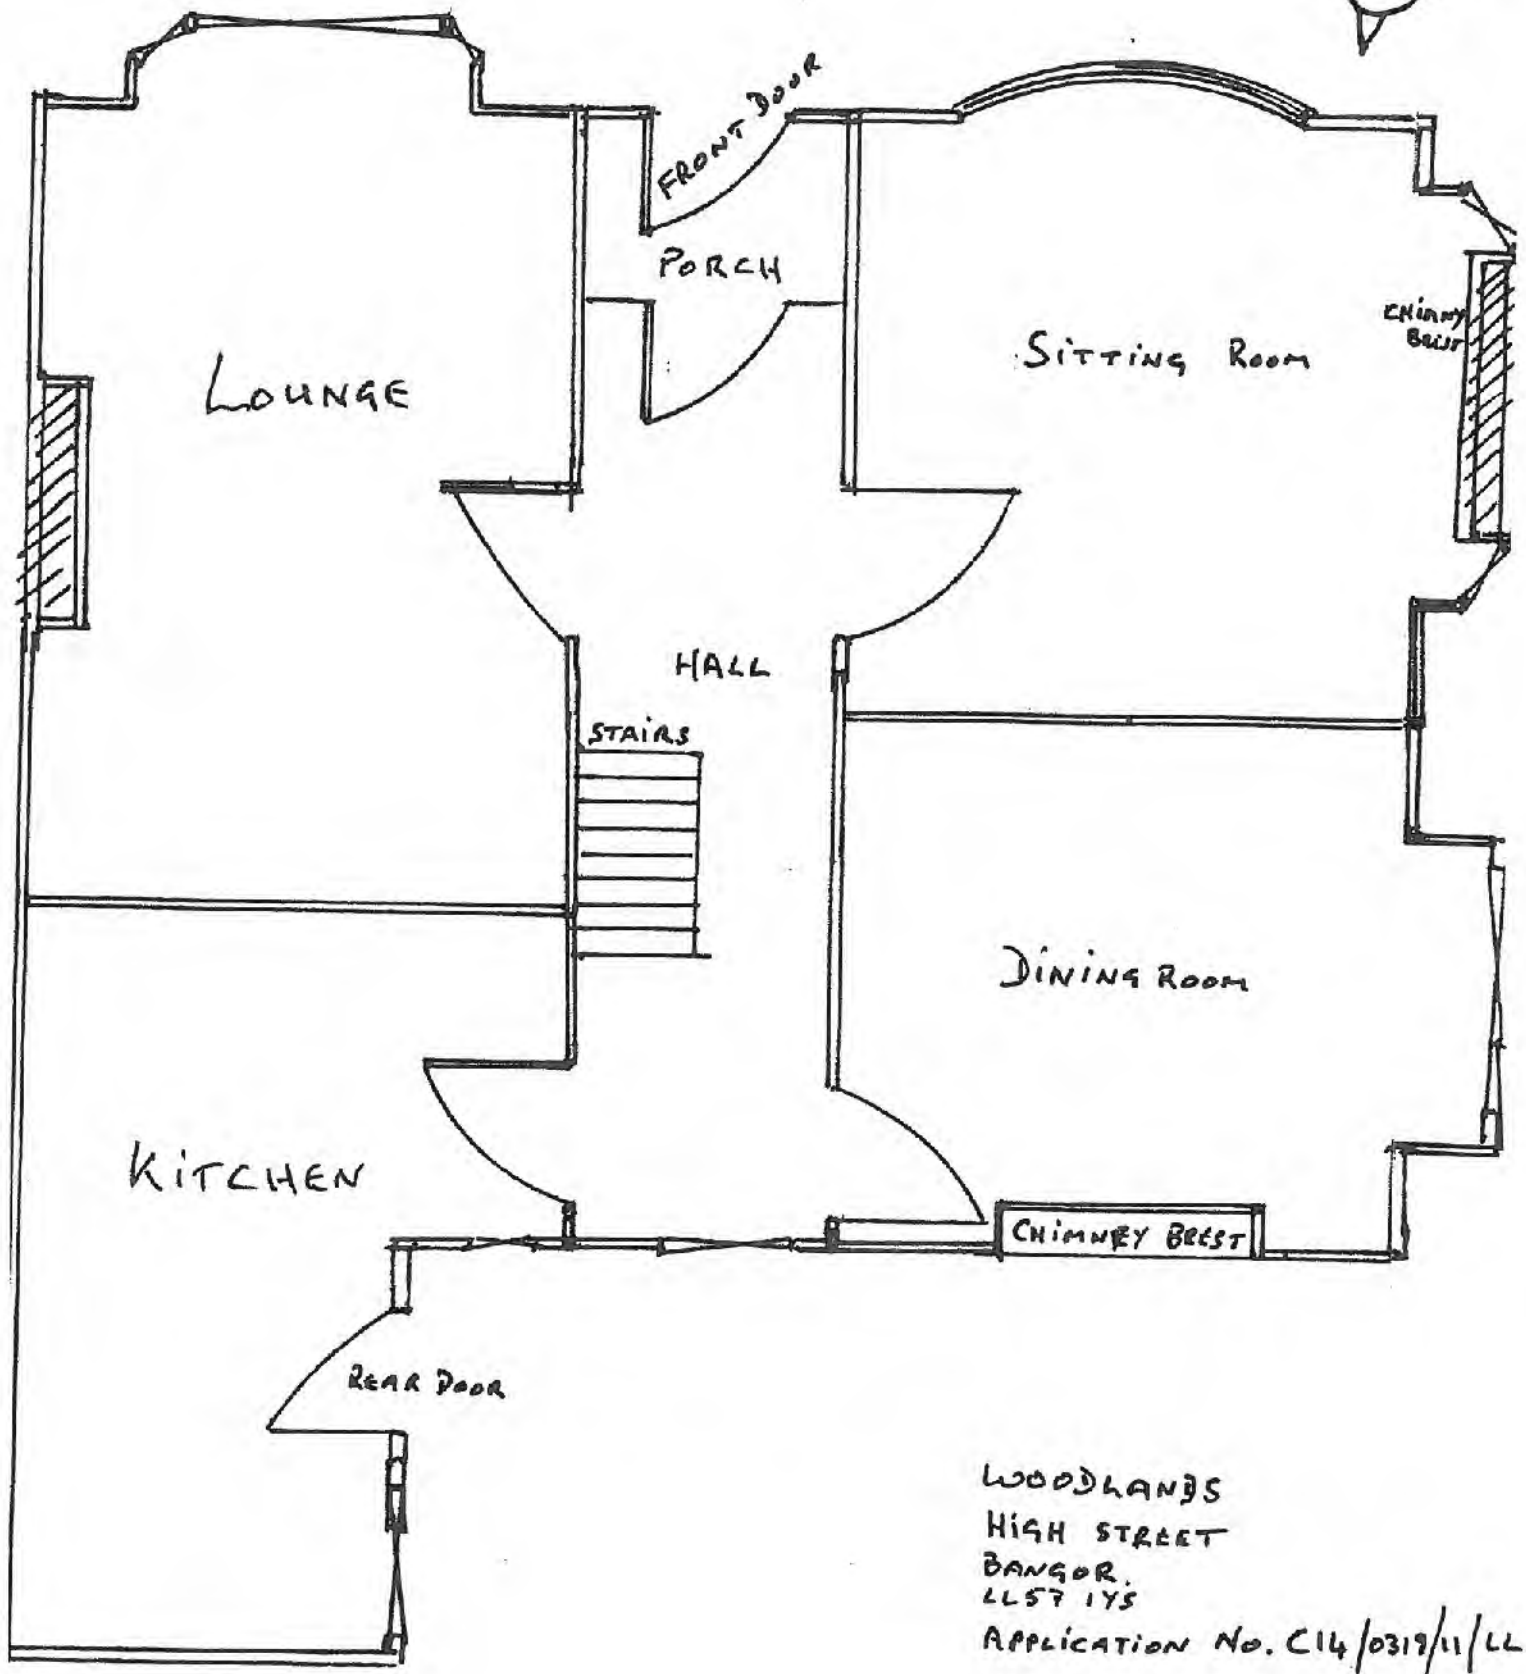 FRONT DOOR
PORCH
LOUNGE
SITTING ROOM
CHIMNY
BREST
HALL
STAIRS
DINING ROOM
KITCHEN
CHIMNEY BREST
REAR DOOR
WOODLANDS
HIGH STREET
BANGOR.
LL57 1YS
APPLICATION No. C14/0319/11/LL